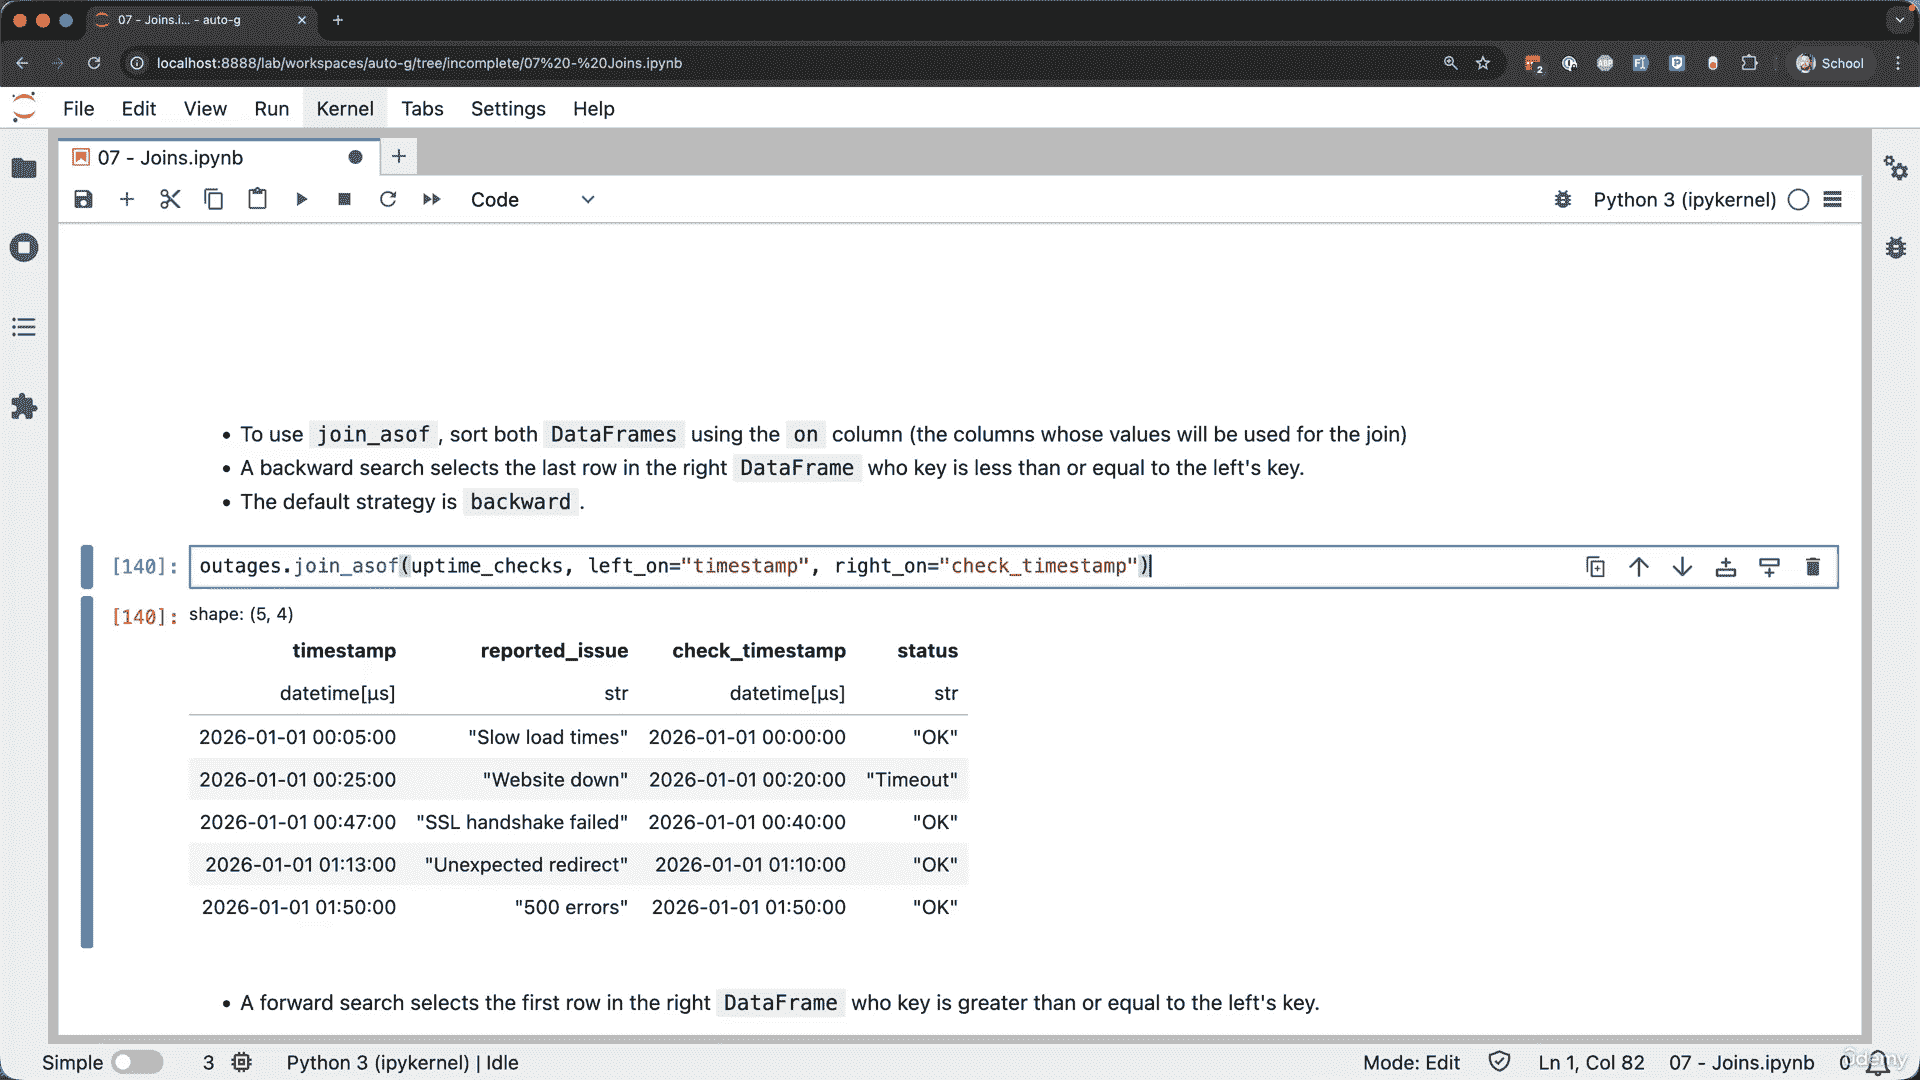 07 - Joins.i... - auto-g
localhost:8888/lab/workspaces/auto-g/tree/incomplete/07%20-%20Joins.ipynb
2
ABP
School
File Edit View Run Kernel Tabs Settings Help
07 - Joins.ipynb
Code
Python 3 (ipykernel)
• To use join_asof , sort both DataFrames using the on column (the columns whose values will be used for the join)
• A backward search selects the last row in the right DataFrame who key is less than or equal to the left's key.
• The default strategy is backward .
[140]: outages.join_asof(uptime_checks, left_on="timestamp", right_on="check_timestamp")
[140]: shape: (5, 4)
timestamp reported_issue check_timestamp status
datetime[μs] str datetime[μs] str
2026-01-01 00:05:00 "Slow load times" 2026-01-01 00:00:00 "OK"
2026-01-01 00:25:00 "Website down" 2026-01-01 00:20:00 "Timeout"
2026-01-01 00:47:00 "SSL handshake failed" 2026-01-01 00:40:00 "OK"
2026-01-01 01:13:00 "Unexpected redirect" 2026-01-01 01:10:00 "OK"
2026-01-01 01:50:00 "500 errors" 2026-01-01 01:50:00 "OK"
• A forward search selects the first row in the right DataFrame who key is greater than or equal to the left's key.
Simple 3 Python 3 (ipykernel) | Idle Mode: Edit Ln 1, Col 82 07 - Joins.ipynb 0
udemy